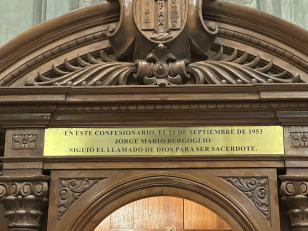 EN ESTE CONFESIONARIO, EL 21 DE SEPTIEMBRE DE 1953
JORGE MARIO BERGOGLIO
SIGUIÓ EL LLAMADO DE DIOS PARA SER SACERDOTE.